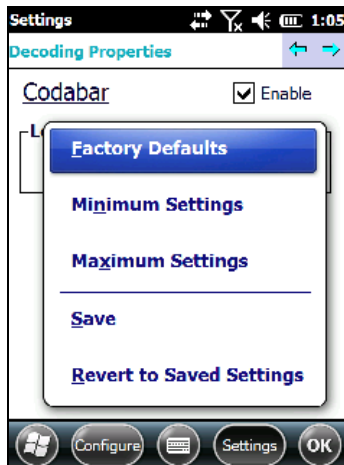 Settings 1:05
Decoding Properties
Codabar Enable
Factory Defaults
Minimum Settings
Maximum Settings
Save
Revert to Saved Settings
Configure Settings OK